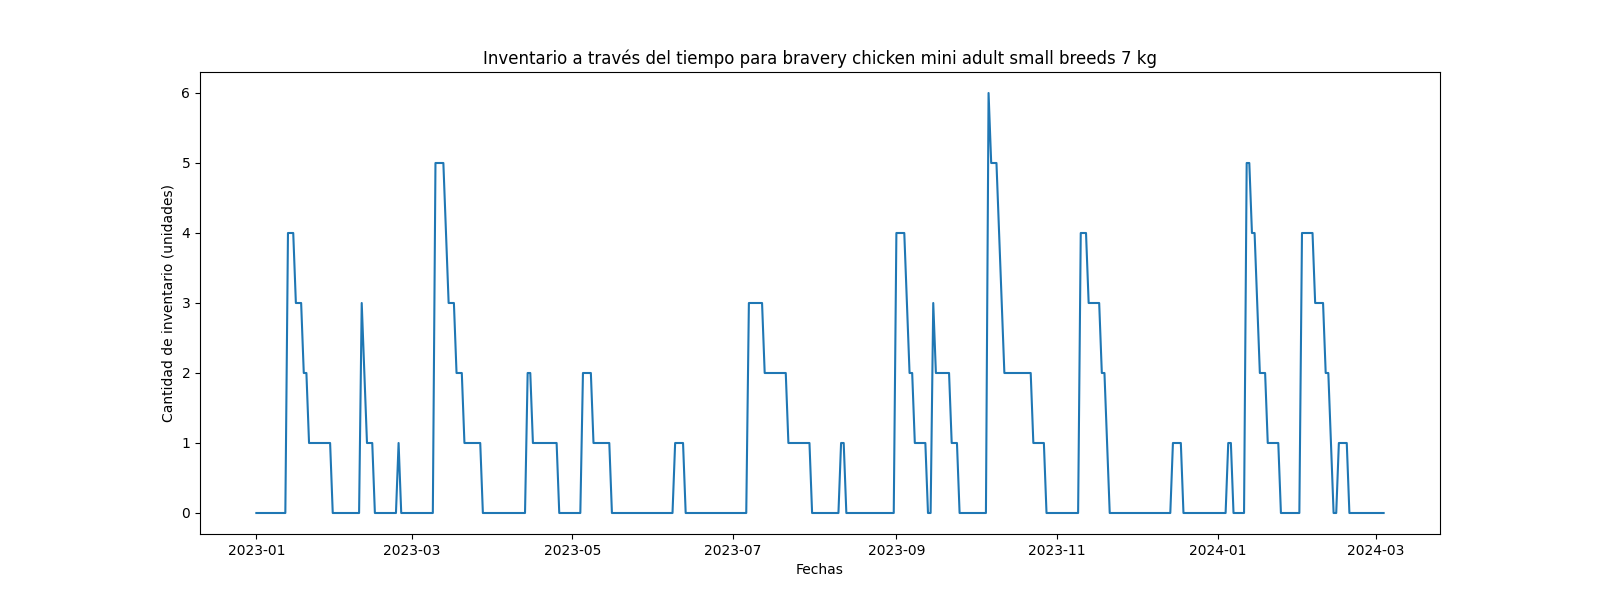 Inventario a través del tiempo para bravery chicken mini adult small breeds 7 kg
Cantidad de inventario (unidades)
6
5
4
3
2
1
0
2023-01 2023-03 2023-05 2023-07 2023-09 2023-11 2024-01 2024-03
Fechas